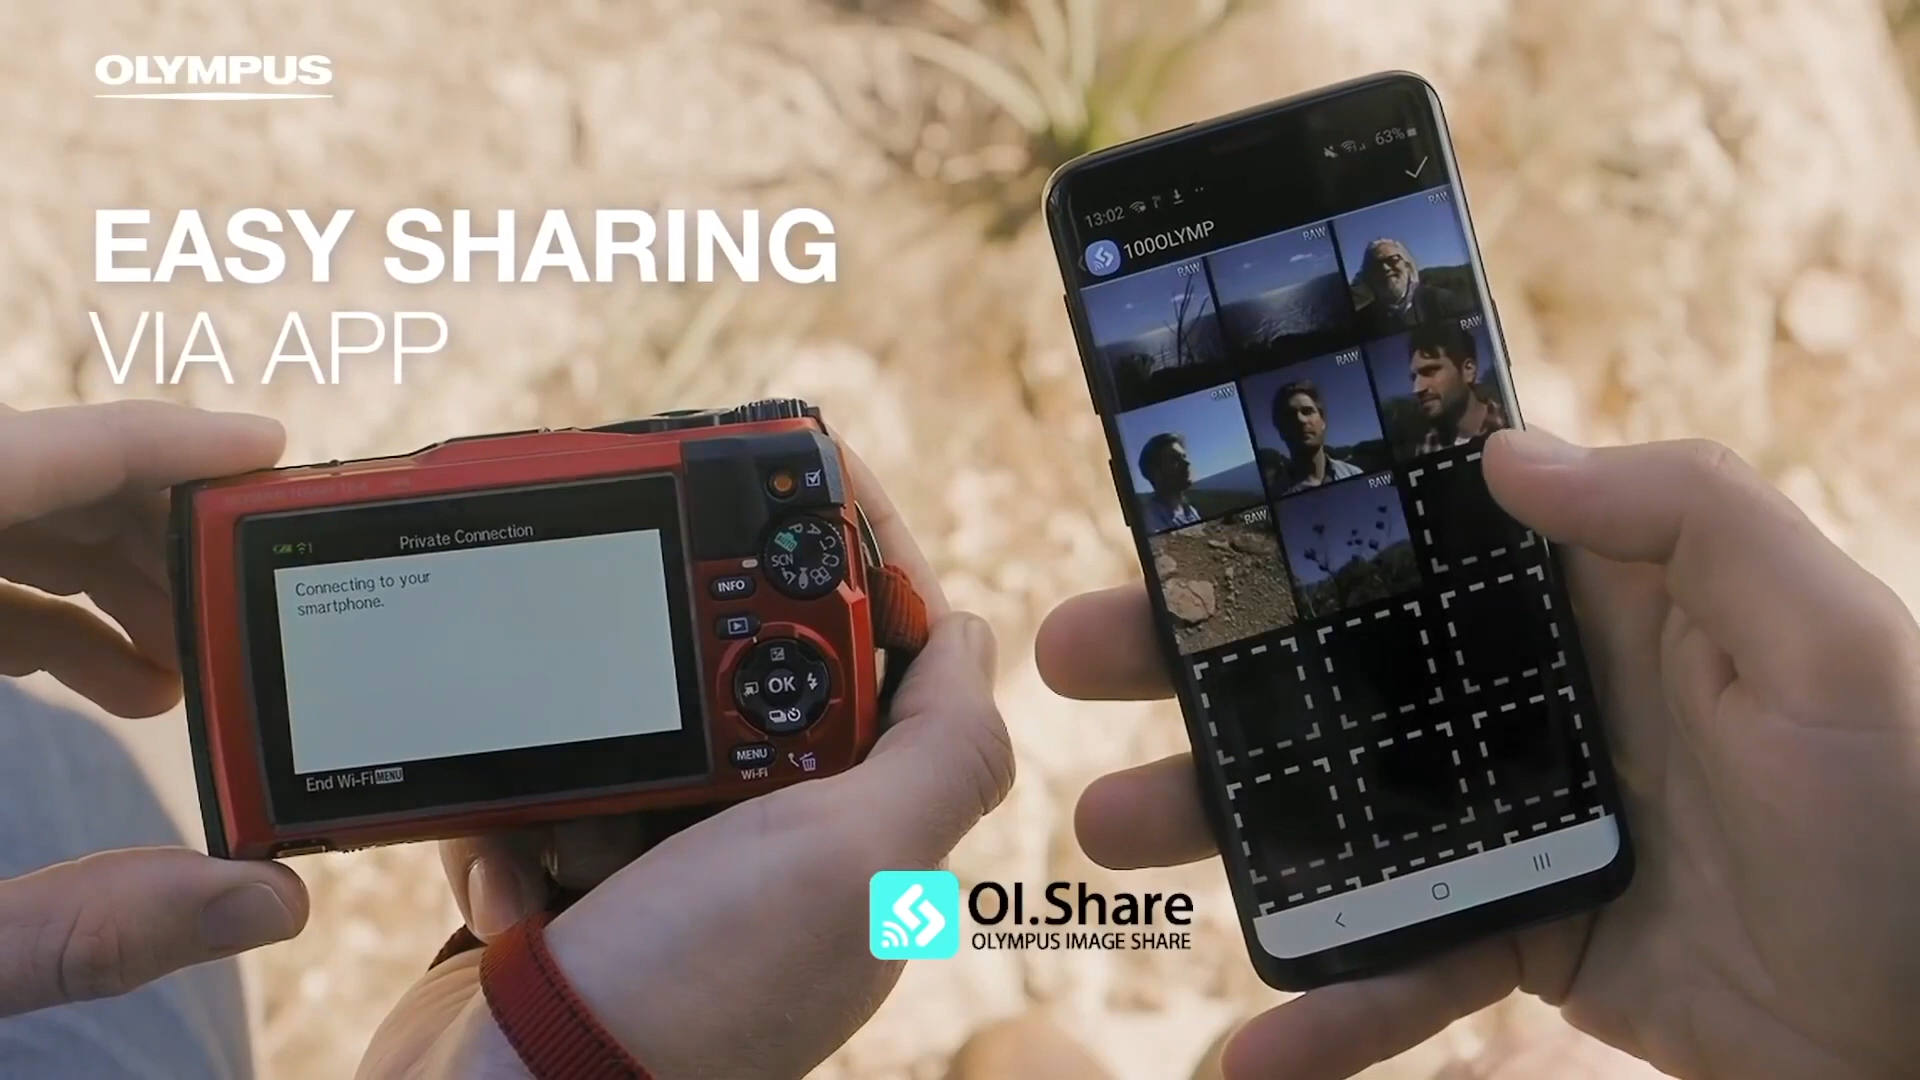 OLYMPUS
EASY SHARING
VIA APP
13:02
63%
100OLYMP
RAW
RAW
RAW
RAW
RAW
RAW
RAW
RAW
Private Connection
Connecting to your
smartphone.
End Wi-Fi MENU
SCN
INFO
OK
MENU
Wi-Fi
OI.Share
OLYMPUS IMAGE SHARE